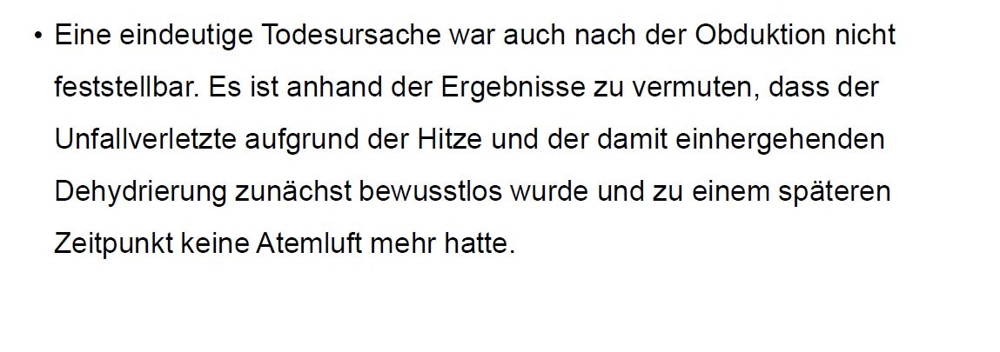 • Eine eindeutige Todesursache war auch nach der Obduktion nicht
feststellbar. Es ist anhand der Ergebnisse zu vermuten, dass der
Unfallverletzte aufgrund der Hitze und der damit einhergehenden
Dehydrierung zunächst bewusstlos wurde und zu einem späteren
Zeitpunkt keine Atemluft mehr hatte.